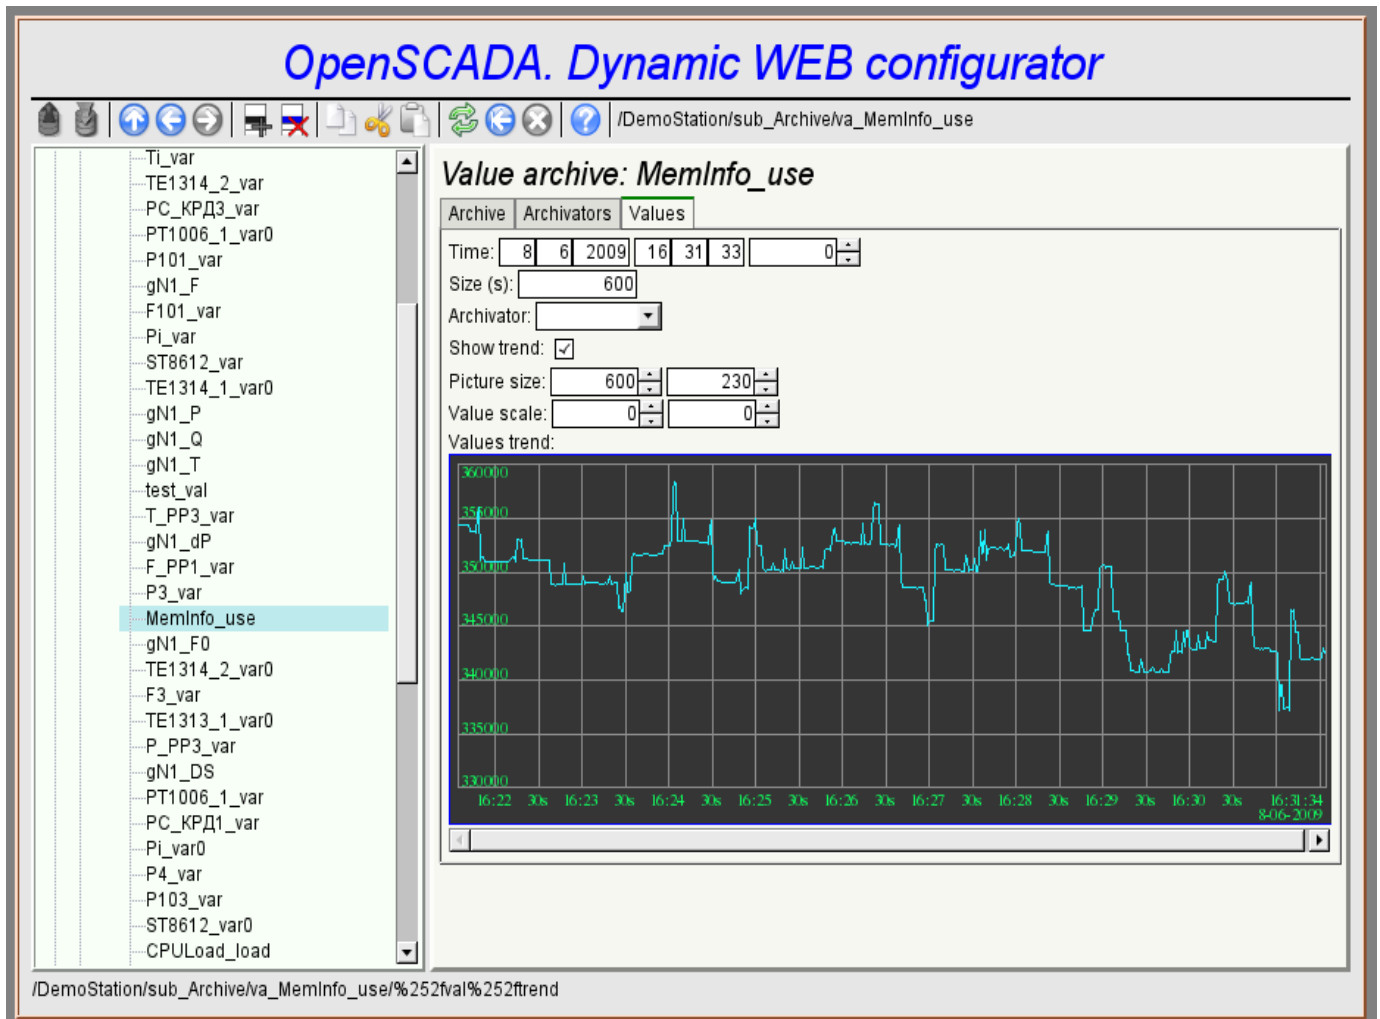 OpenSCADA. Dynamic WEB configurator
/DemoStation/sub_Archive/va_MemInfo_use
Ti_var
TE1314_2_var
PC_КРД3_var
PT1006_1_var0
P101_var
gN1_F
F101_var
Pi_var
ST8612_var
TE1314_1_var0
gN1_P
gN1_Q
gN1_T
test_val
T_PP3_var
gN1_dP
F_PP1_var
P3_var
MemInfo_use
gN1_F0
TE1314_2_var0
F3_var
TE1313_1_var0
P_PP3_var
gN1_DS
PT1006_1_var
PC_КРД1_var
Pi_var0
P4_var
P103_var
ST8612_var0
CPULoad_load
Value archive: MemInfo_use
Archive Archivators Values
Time: 8 6 2009 16 31 33 0
Size (s): 600
Archivator:
Show trend:
Picture size: 600 230
Value scale: 0 0
Values trend:
360000
355000
350000
345000
340000
335000
330000
16:22 30s 16:23 30s 16:24 30s 16:25 30s 16:26 30s 16:27 30s 16:28 30s 16:29 30s 16:30 30s 16:31:34
8-06-2009
/DemoStation/sub_Archive/va_MemInfo_use/%252fval%252ftrend